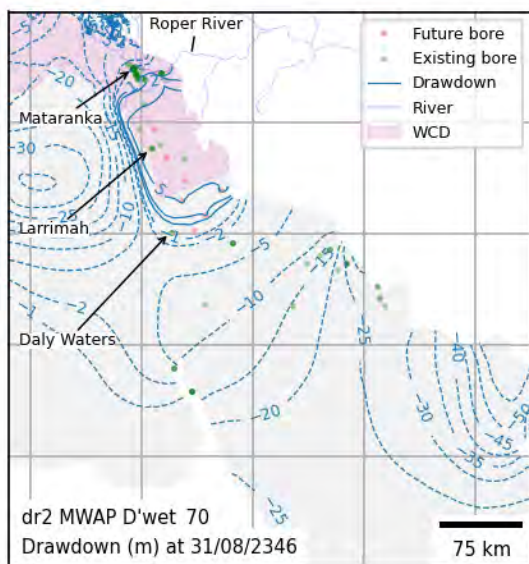 Roper River
Future bore
Existing bore
Drawdown
River
WCD
−5
−20
2
Mataranka
−15
−30
5
−25
−10
Larrimah
−1
−2
−5
−15
−2
−10
−25
Daly Waters
−40
−20
−30
−50
−45
−35
−25
dr2 MWAP D'wet 70
Drawdown (m) at 31/08/2346
75 km